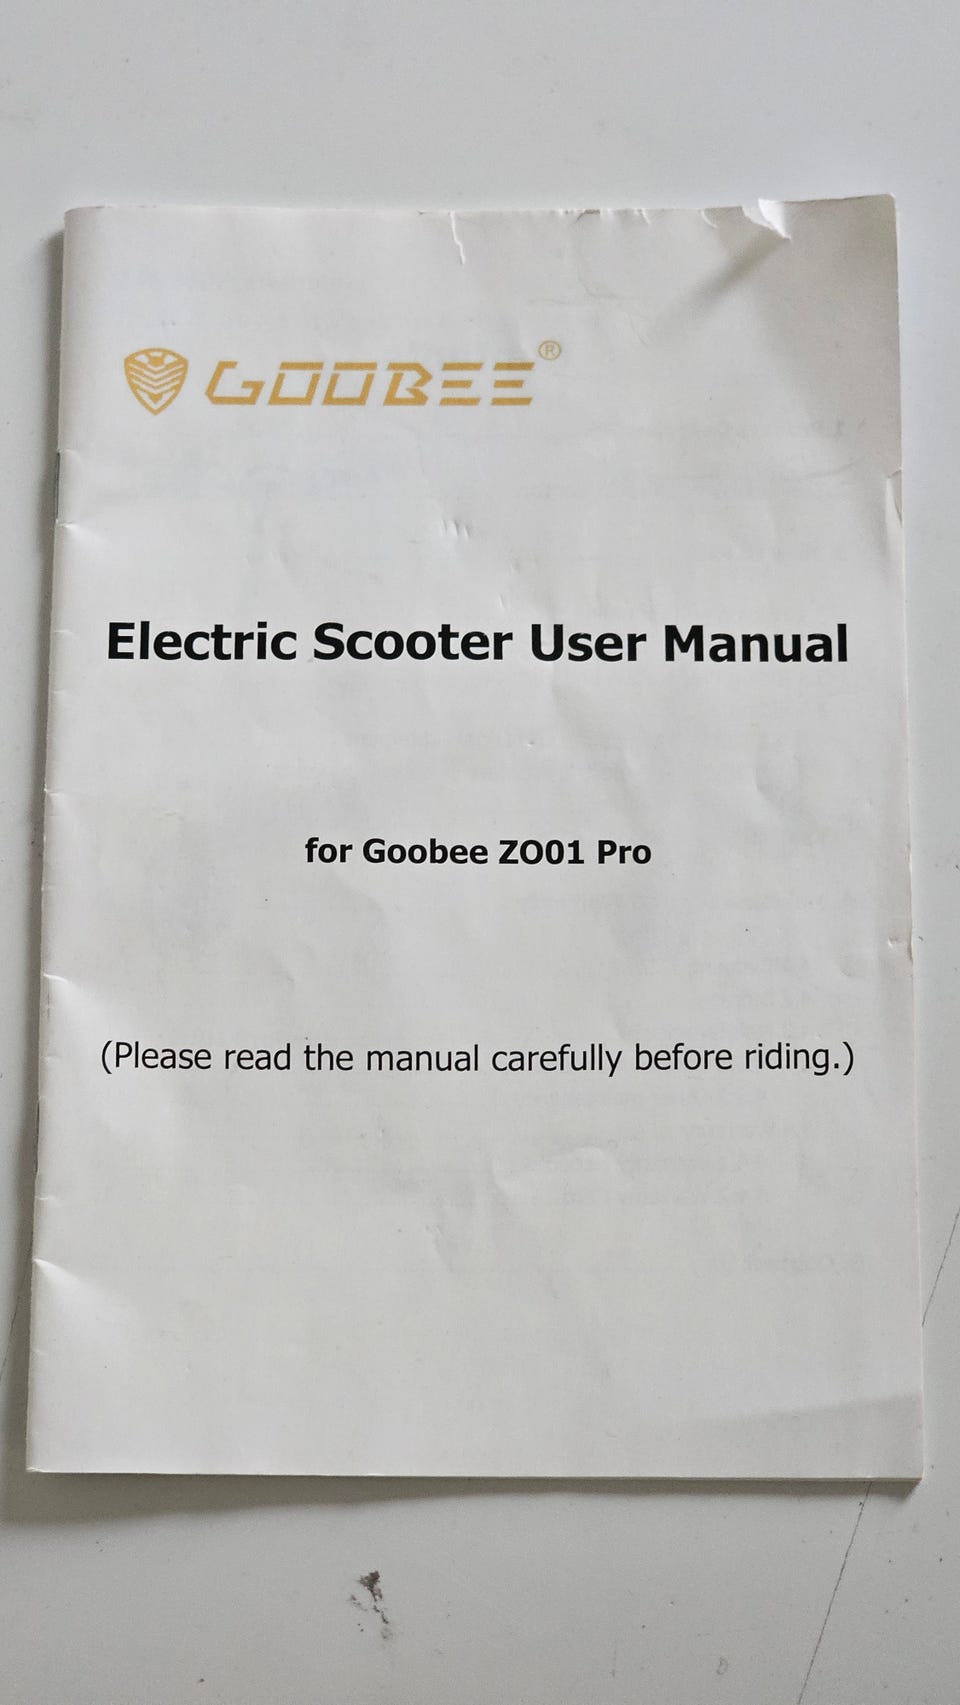 GOOBEE®
Electric Scooter User Manual
for Goobee ZO01 Pro
(Please read the manual carefully before riding.)